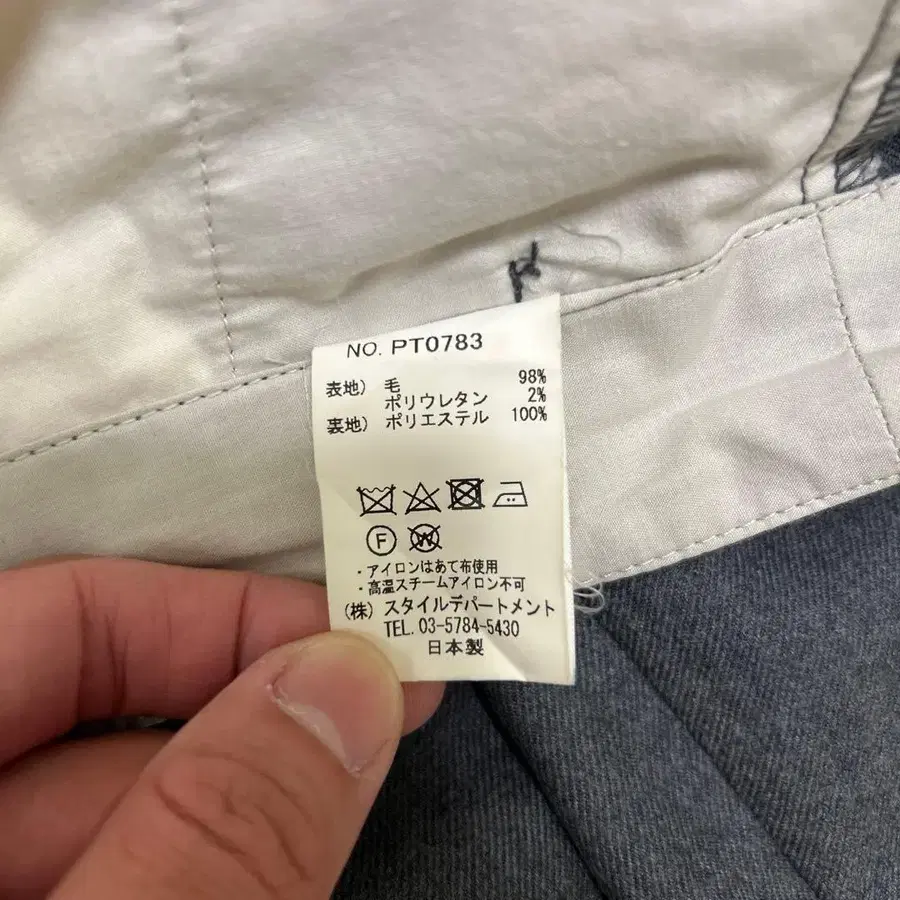 NO. PT0783
表地) 毛 98%
ポリウレタン 2%
裏地) ポリエステル 100%
F W
・アイロンはあて布使用
・高温スチームアイロン不可
(株) スタイルデパートメント
TEL. 03-5784-5430
日本製